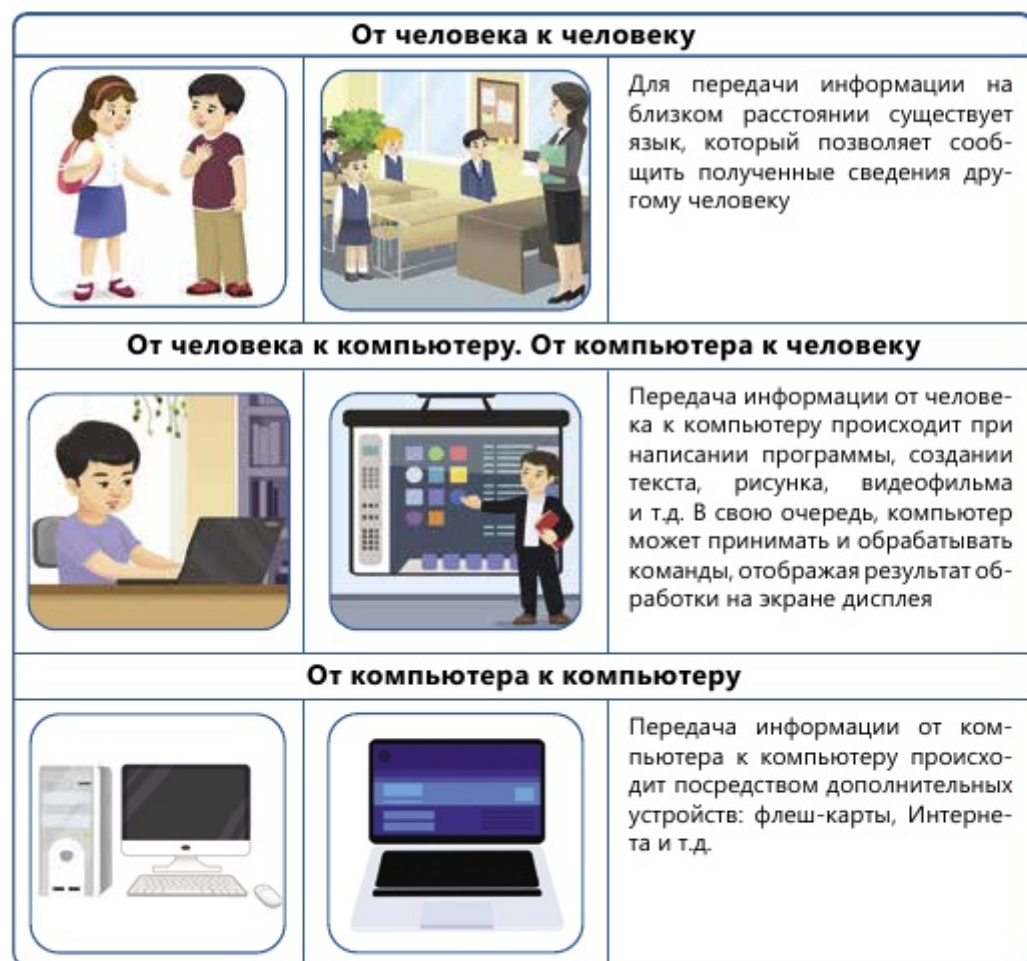 От человека к человеку
Для передачи информации на
близком расстоянии существует
язык, который позволяет сооб-
щить полученные сведения дру-
гому человеку
От человека к компьютеру. От компьютера к человеку
Передача информации от челове-
ка к компьютеру происходит при
написании программы, создании
текста, рисунка, видеофильма
и т.д. В свою очередь, компьютер
может принимать и обрабатывать
команды, отображая результат об-
работки на экране дисплея
От компьютера к компьютеру
Передача информации от ком-
пьютера к компьютеру происхо-
дит посредством дополнительных
устройств: флеш-карты, Интерне-
та и т.д.